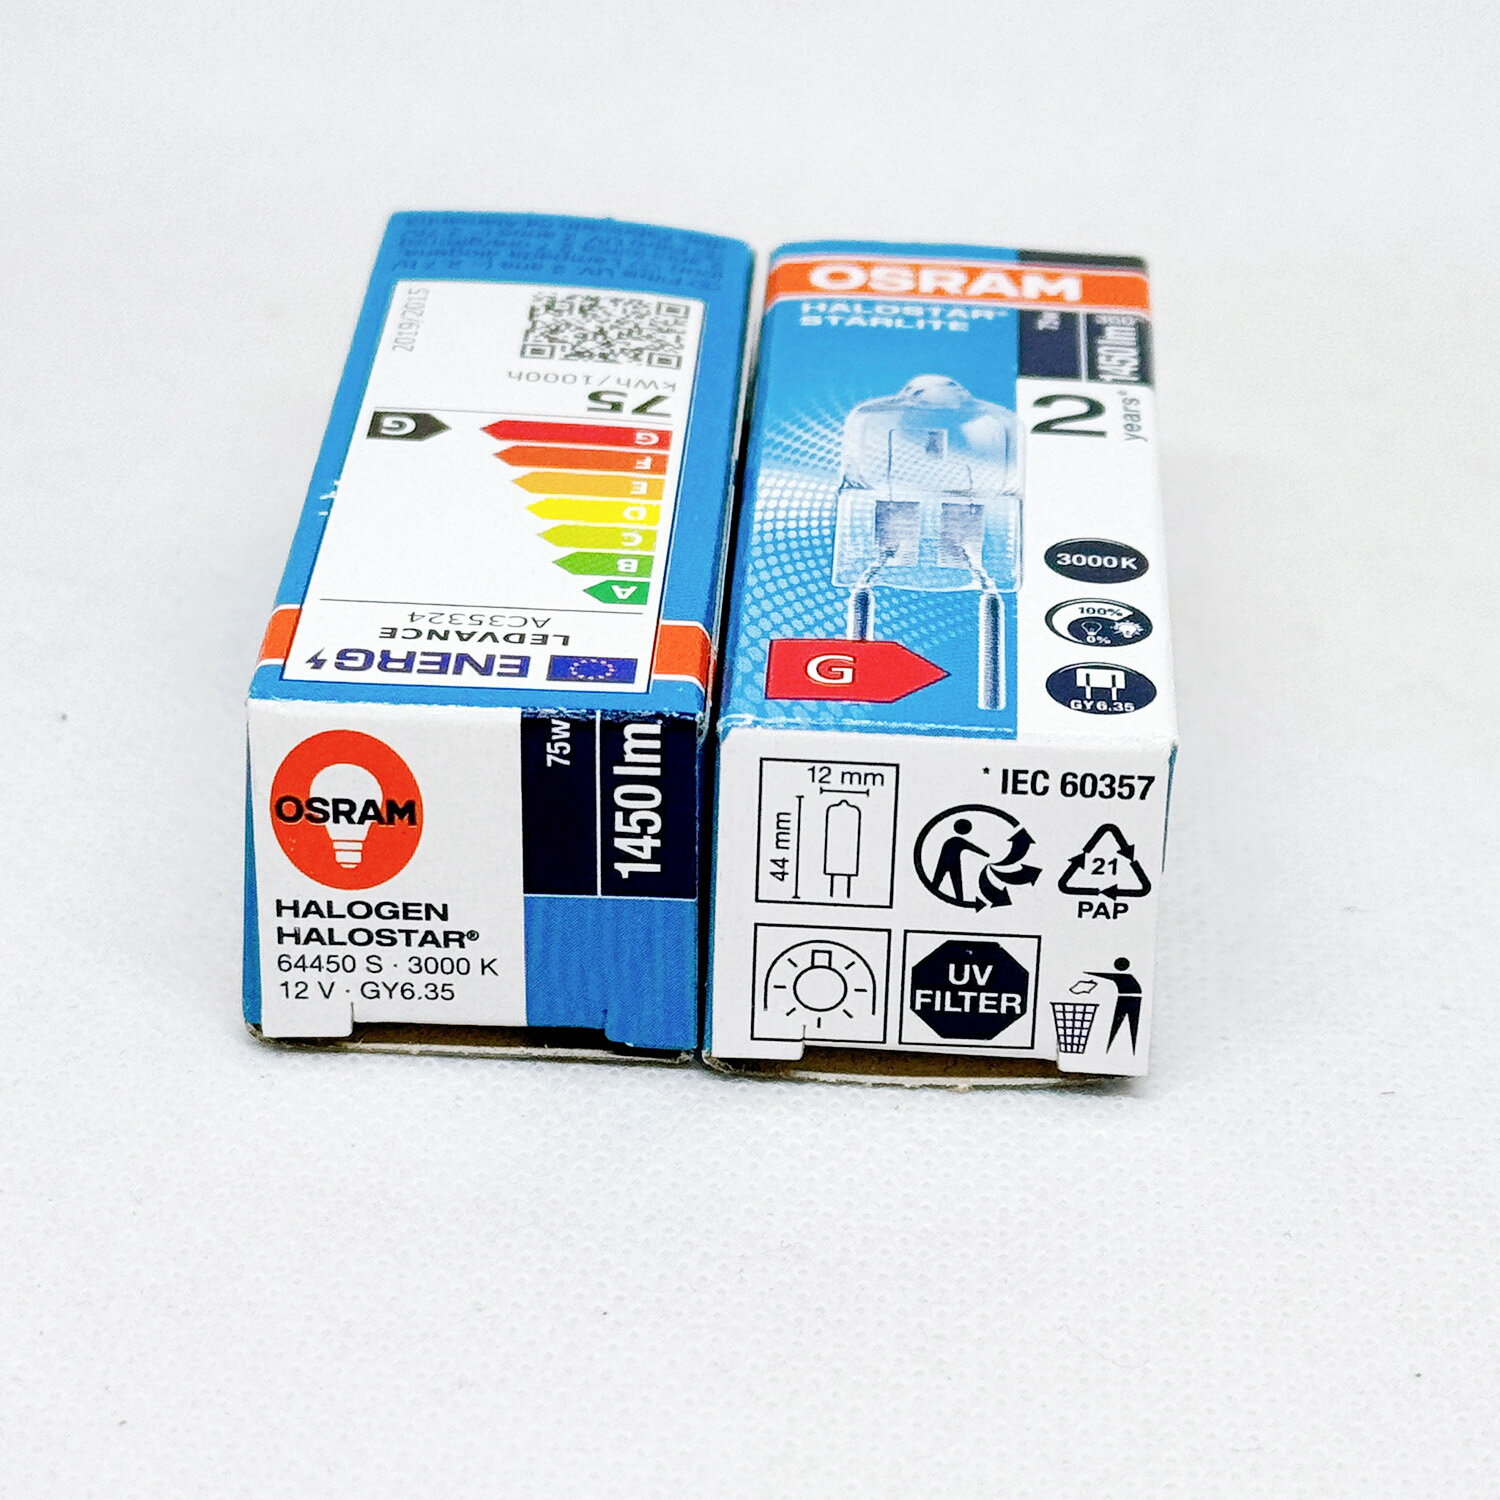 2019/2015
kWh/1000h
75
G
G
F
E
C
C
B
A
AC35324
LEDVANCE
ENERG
OSRAM
75W
1450lm
HALOGEN
HALOSTAR®
64450 S · 3000 K
12 V · GY6.35
OSRAM
HALOSTAR®
STARLITE
1450lm
2
years*
3000K
100%
0%
GY6.35
G
12 mm
44 mm
* IEC 60357
21
PAP
UV
FILTER